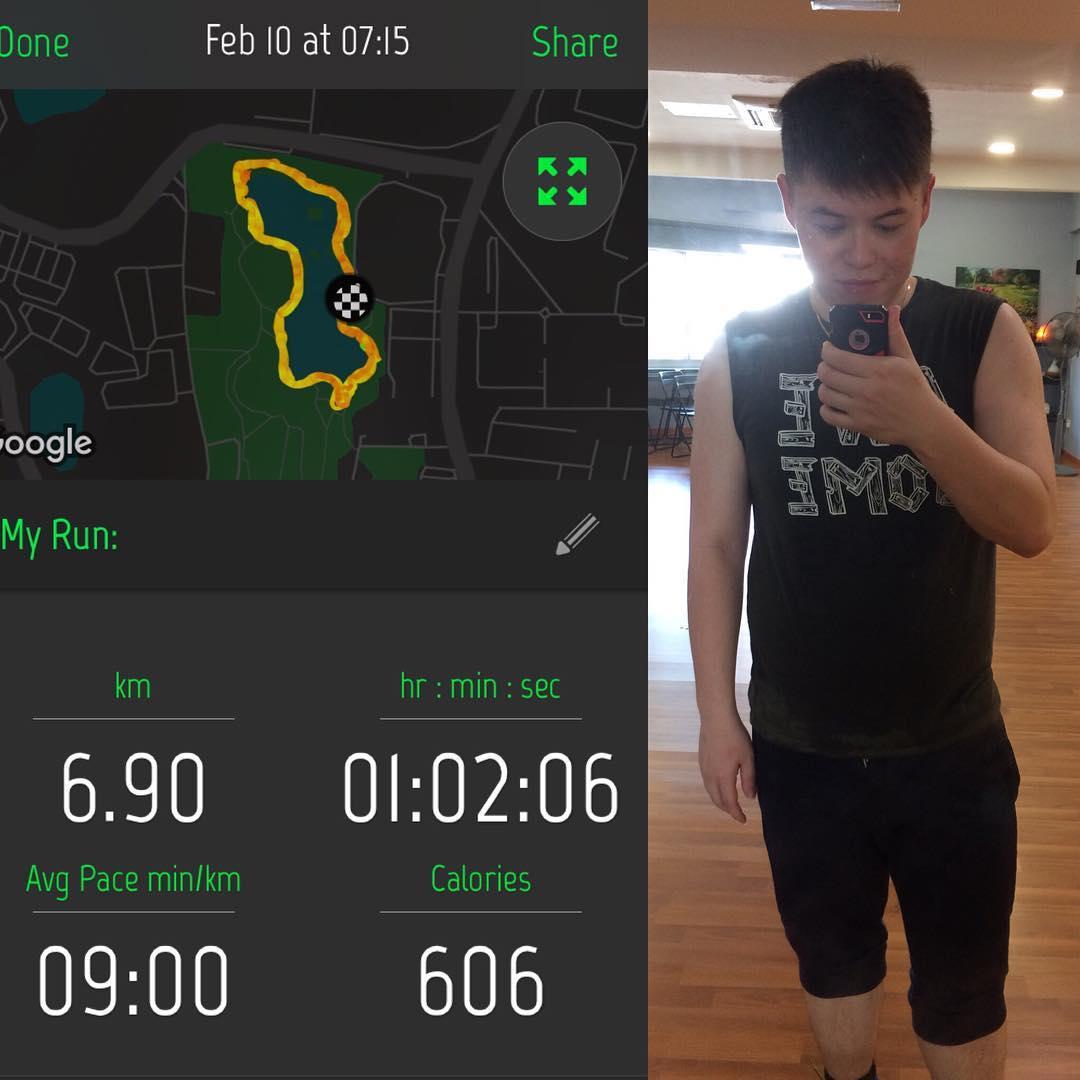 Done
Feb 10 at 07:15
Share
Google
My Run:
km
hr : min : sec
6.90
01:02:06
Avg Pace min/km
Calories
09:00
606